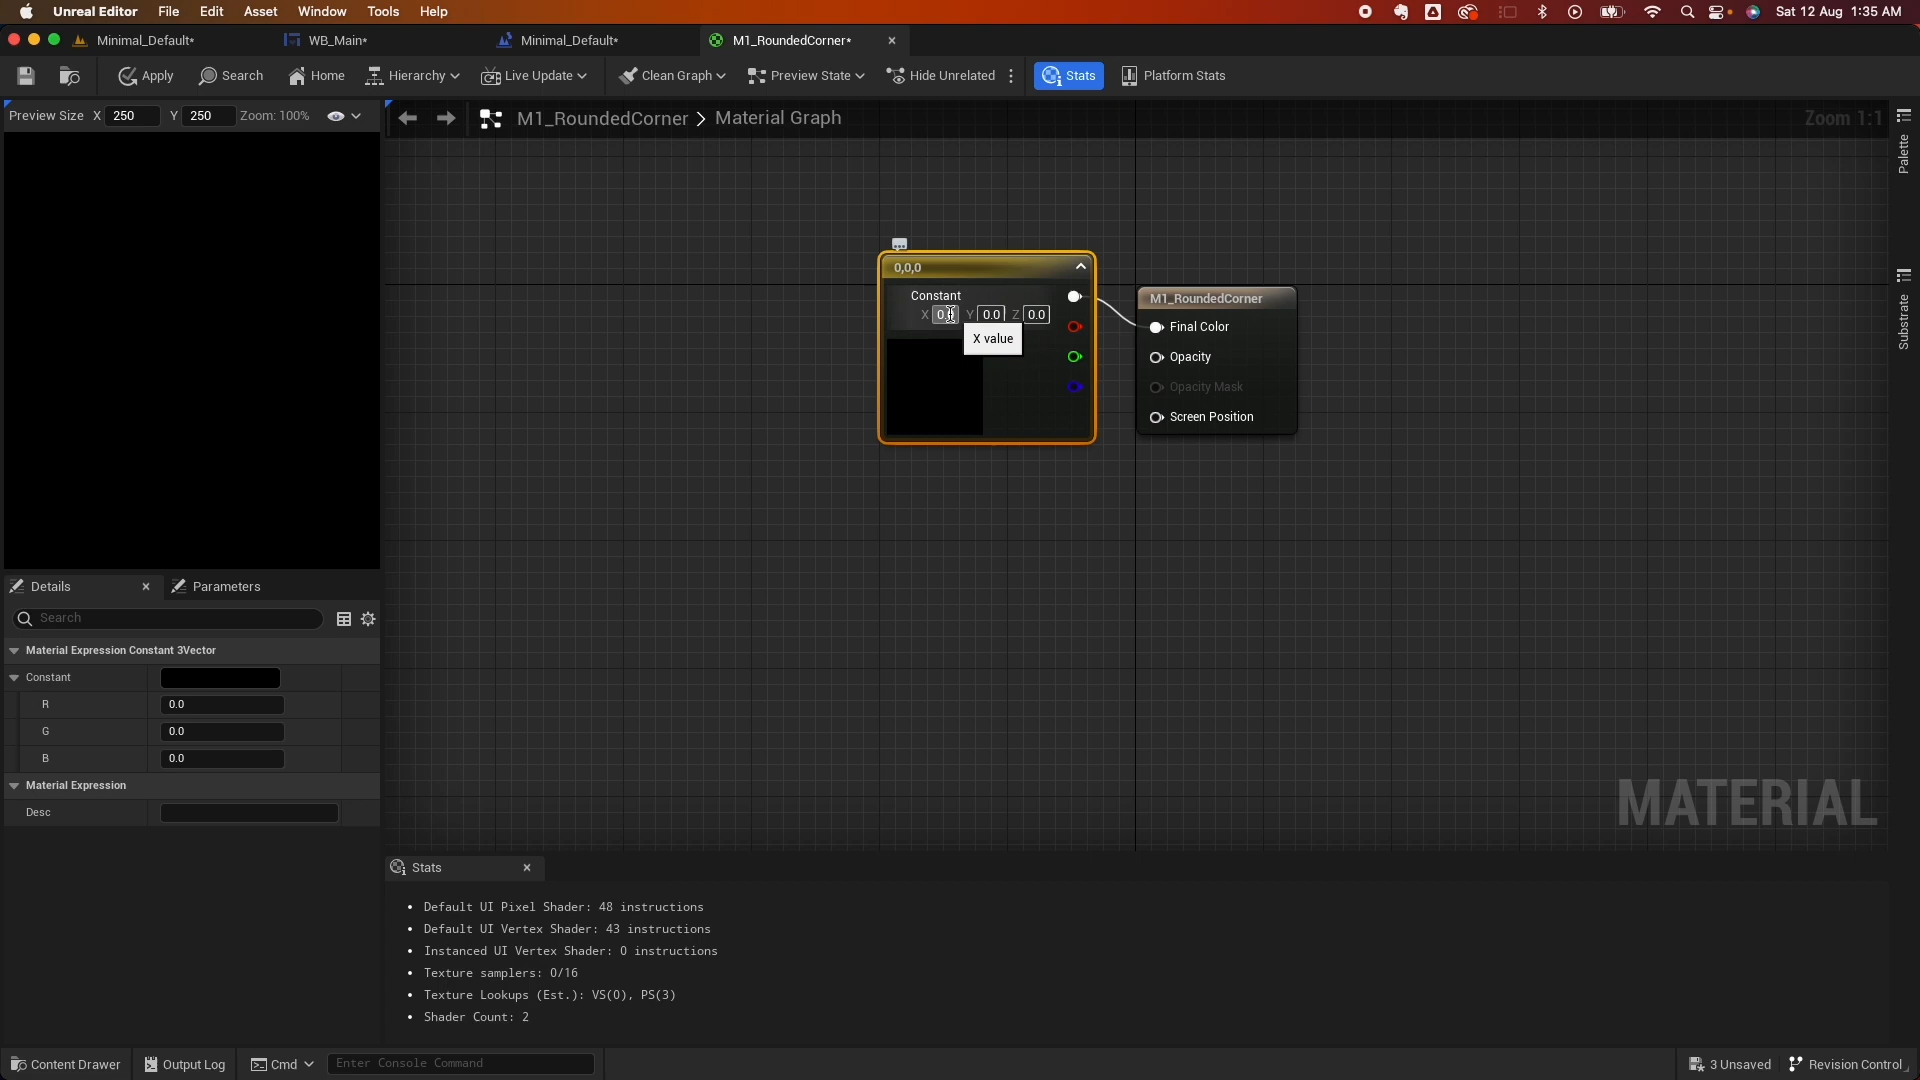 Unreal Editor File Edit Asset Window Tools Help Sat 12 Aug 1:35 AM
Minimal_Default* WB_Main* Minimal_Default* M1_RoundedCorner*
Apply Search Home Hierarchy Live Update Clean Graph Preview State Hide Unrelated Stats Platform Stats
Preview Size X 250 Y 250 Zoom: 100%
M1_RoundedCorner > Material Graph Zoom 1:1
Palette
Substrate
0,0,0
Constant
X Y 0.0 Z 0.0
X value
M1_RoundedCorner
Final Color
Opacity
Opacity Mask
Screen Position
MATERIAL
Details Parameters
Search
Material Expression Constant 3Vector
Constant
R 0.0
G 0.0
B 0.0
Material Expression
Desc
Stats
• Default UI Pixel Shader: 48 instructions
• Default UI Vertex Shader: 43 instructions
• Instanced UI Vertex Shader: 0 instructions
• Texture samplers: 0/16
• Texture Lookups (Est.): VS(0), PS(3)
• Shader Count: 2
Content Drawer Output Log Cmd Enter Console Command 3 Unsaved Revision Control